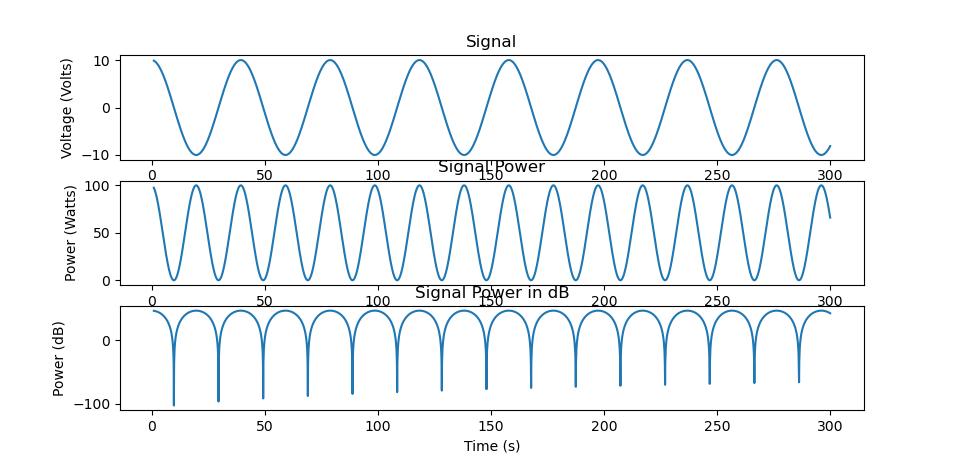 Signal
10
0
−10
Voltage (Volts)
0 50 100 150 200 250 300
Signal Power
100
50
0
Power (Watts)
0 50 100 150 200 250 300
Signal Power in dB
0
−100
Power (dB)
0 50 100 150 200 250 300
Time (s)